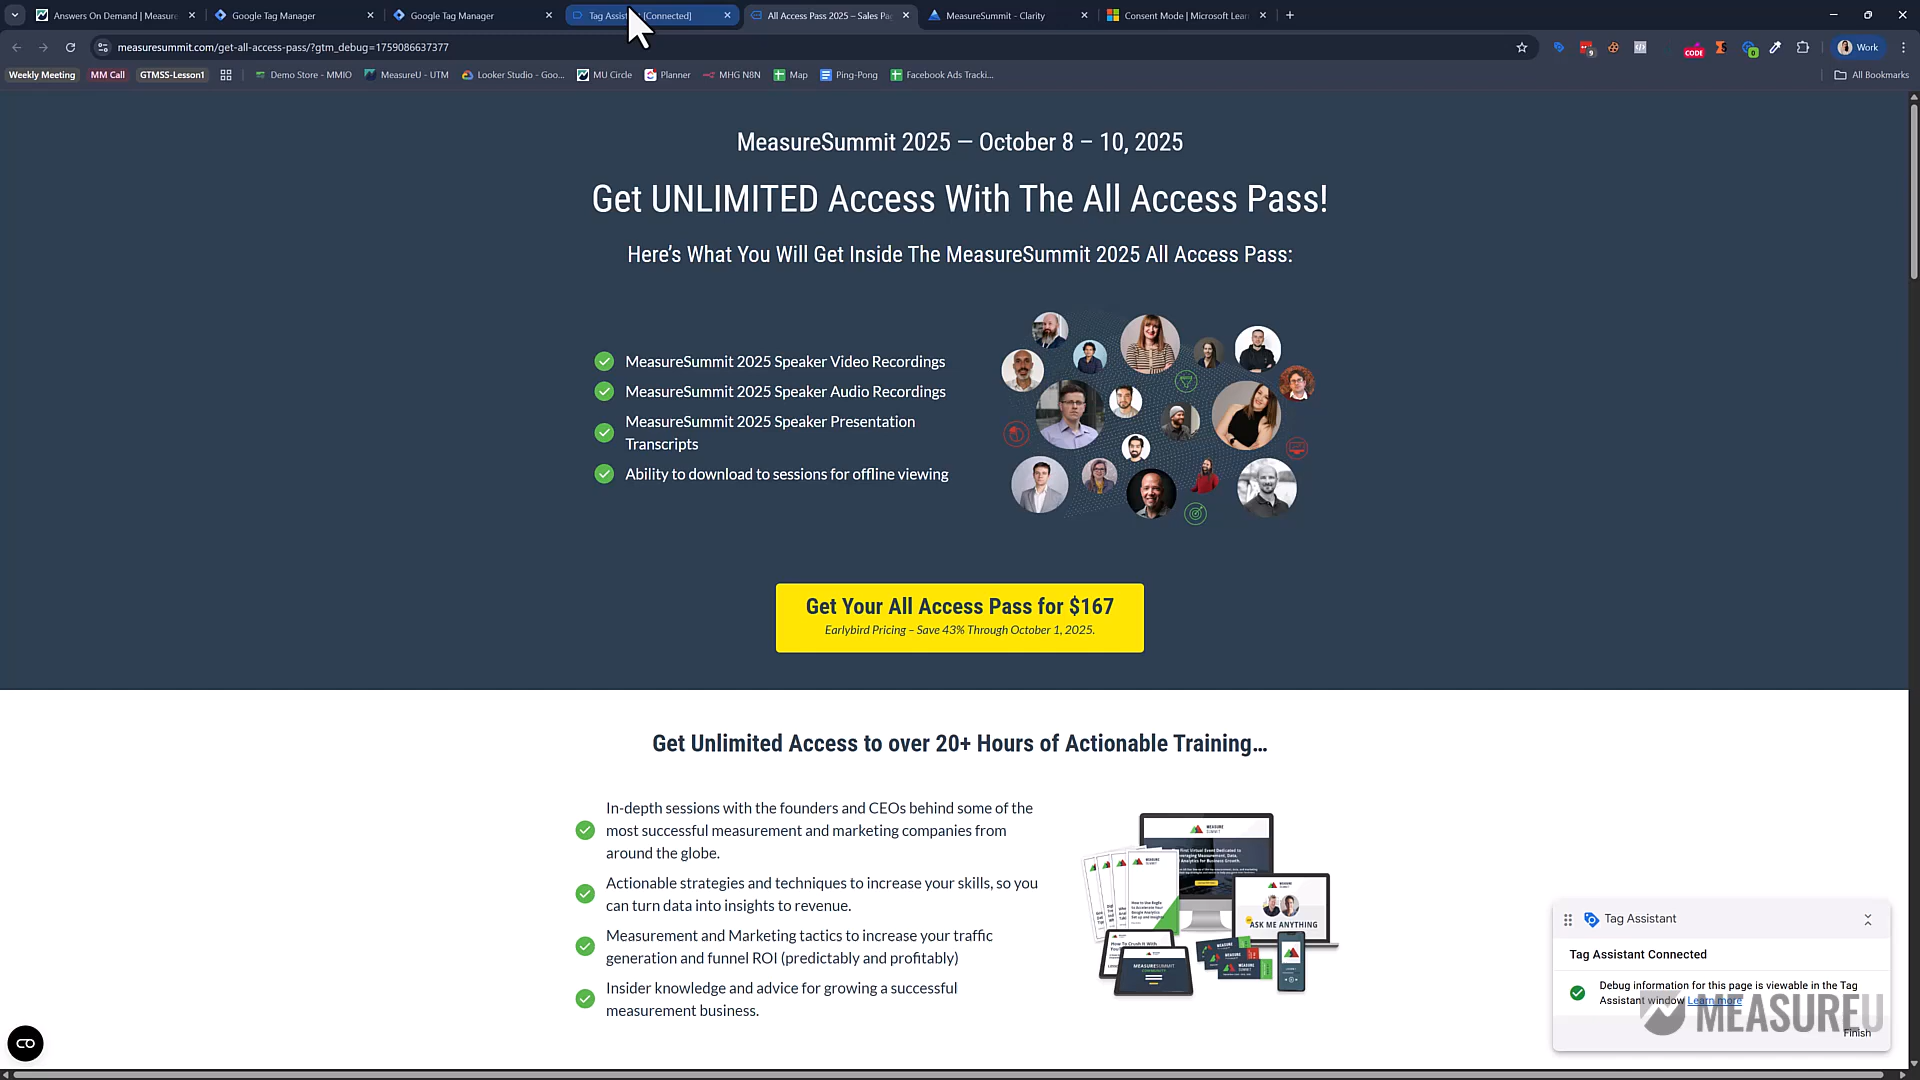 Answers On Demand | Measure
Google Tag Manager
Google Tag Manager
Tag Assis [Connected]
All Access Pass 2025 – Sales Pa
MeasureSummit - Clarity
Consent Mode | Microsoft Lear
measuresummit.com/get-all-access-pass/?gtm_debug=1759086637377
Work
Weekly Meeting
MM Call
GTMSS-Lesson1
Demo Store - MMIO
MeasureU - UTM
Looker Studio - Goo...
MU Circle
Planner
MHG N8N
Map
Ping-Pong
Facebook Ads Tracki...
All Bookmarks
MeasureSummit 2025 — October 8 – 10, 2025
Get UNLIMITED Access With The All Access Pass!
Here’s What You Will Get Inside The MeasureSummit 2025 All Access Pass:
MeasureSummit 2025 Speaker Video Recordings
MeasureSummit 2025 Speaker Audio Recordings
MeasureSummit 2025 Speaker Presentation
Transcripts
Ability to download to sessions for offline viewing
Get Your All Access Pass for $167
Earlybird Pricing – Save 43% Through October 1, 2025.
Get Unlimited Access to over 20+ Hours of Actionable Training…
In-depth sessions with the founders and CEOs behind some of the
most successful measurement and marketing companies from
around the globe.
Actionable strategies and techniques to increase your skills, so you
can turn data into insights to revenue.
Measurement and Marketing tactics to increase your traffic
generation and funnel ROI (predictably and profitably)
Insider knowledge and advice for growing a successful
measurement business.
MEASURE
SUMMIT
ASK ME ANYTHING
MEASURESUMMIT
Tag Assistant
Tag Assistant Connected
Debug information for this page is viewable in the Tag
Assistant window Learn more
Finish
MEASUREU